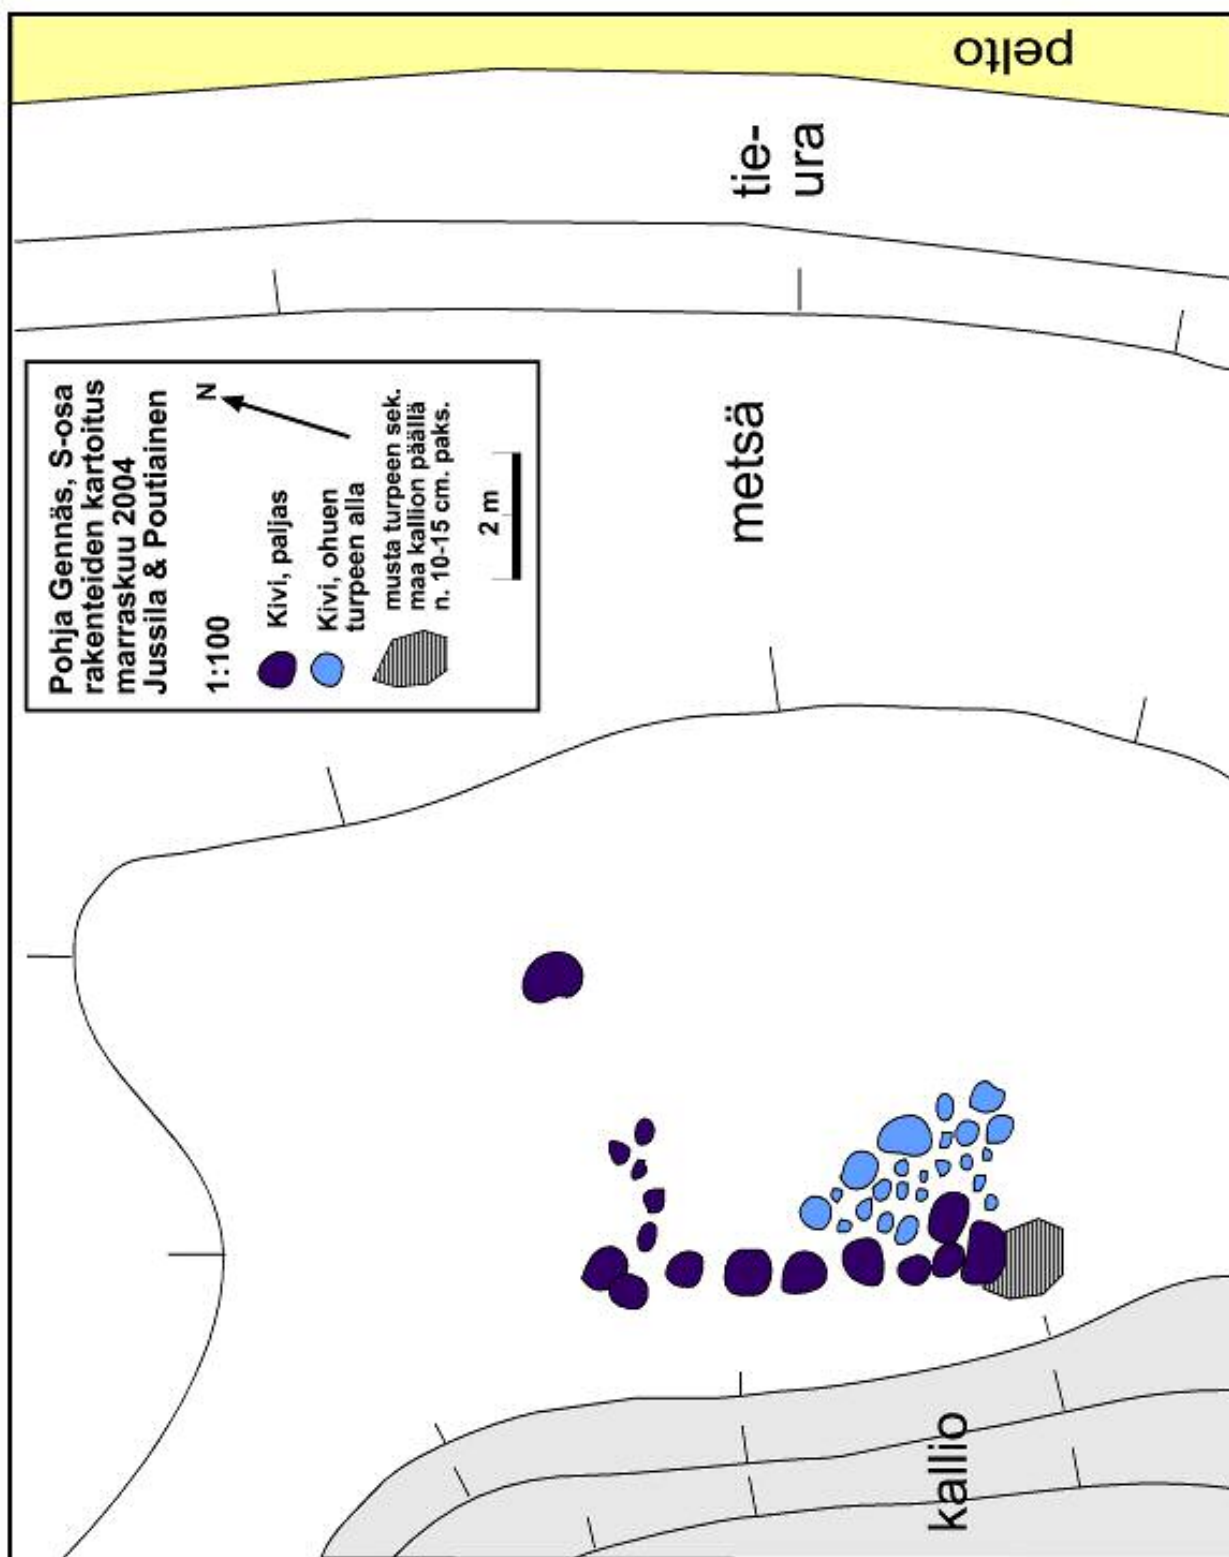 pelto
tie-
ura
Pohja Gennäs, S-osa
rakenteiden kartoitus
marraskuu 2004
Jussila & Poutiainen
1:100
N
Kivi, paljas
Kivi, ohuen
turpeen alla
musta turpeen sek.
maa kallion päällä
n. 10-15 cm. paks.
2 m
metsä
kallio